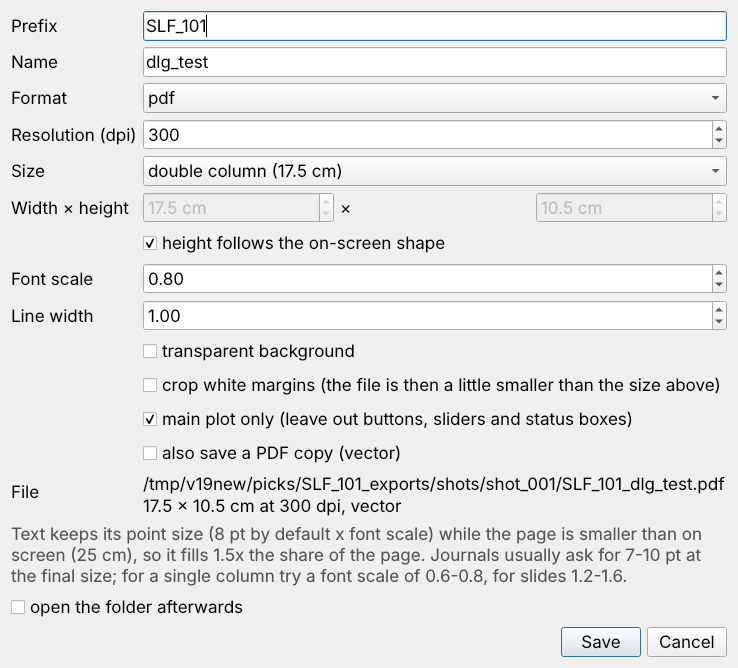 Prefix SLF_101
Name dlg_test
Format pdf
Resolution (dpi) 300
Size double column (17.5 cm)
Width × height 17.5 cm × 10.5 cm
height follows the on-screen shape
Font scale 0.80
Line width 1.00
transparent background
crop white margins (the file is then a little smaller than the size above)
main plot only (leave out buttons, sliders and status boxes)
also save a PDF copy (vector)
File /tmp/v19new/picks/SLF_101_exports/shots/shot_001/SLF_101_dlg_test.pdf
17.5 × 10.5 cm at 300 dpi, vector
Text keeps its point size (8 pt by default x font scale) while the page is smaller than on
screen (25 cm), so it fills 1.5x the share of the page. Journals usually ask for 7-10 pt at
the final size; for a single column try a font scale of 0.6-0.8, for slides 1.2-1.6.
open the folder afterwards
Save Cancel